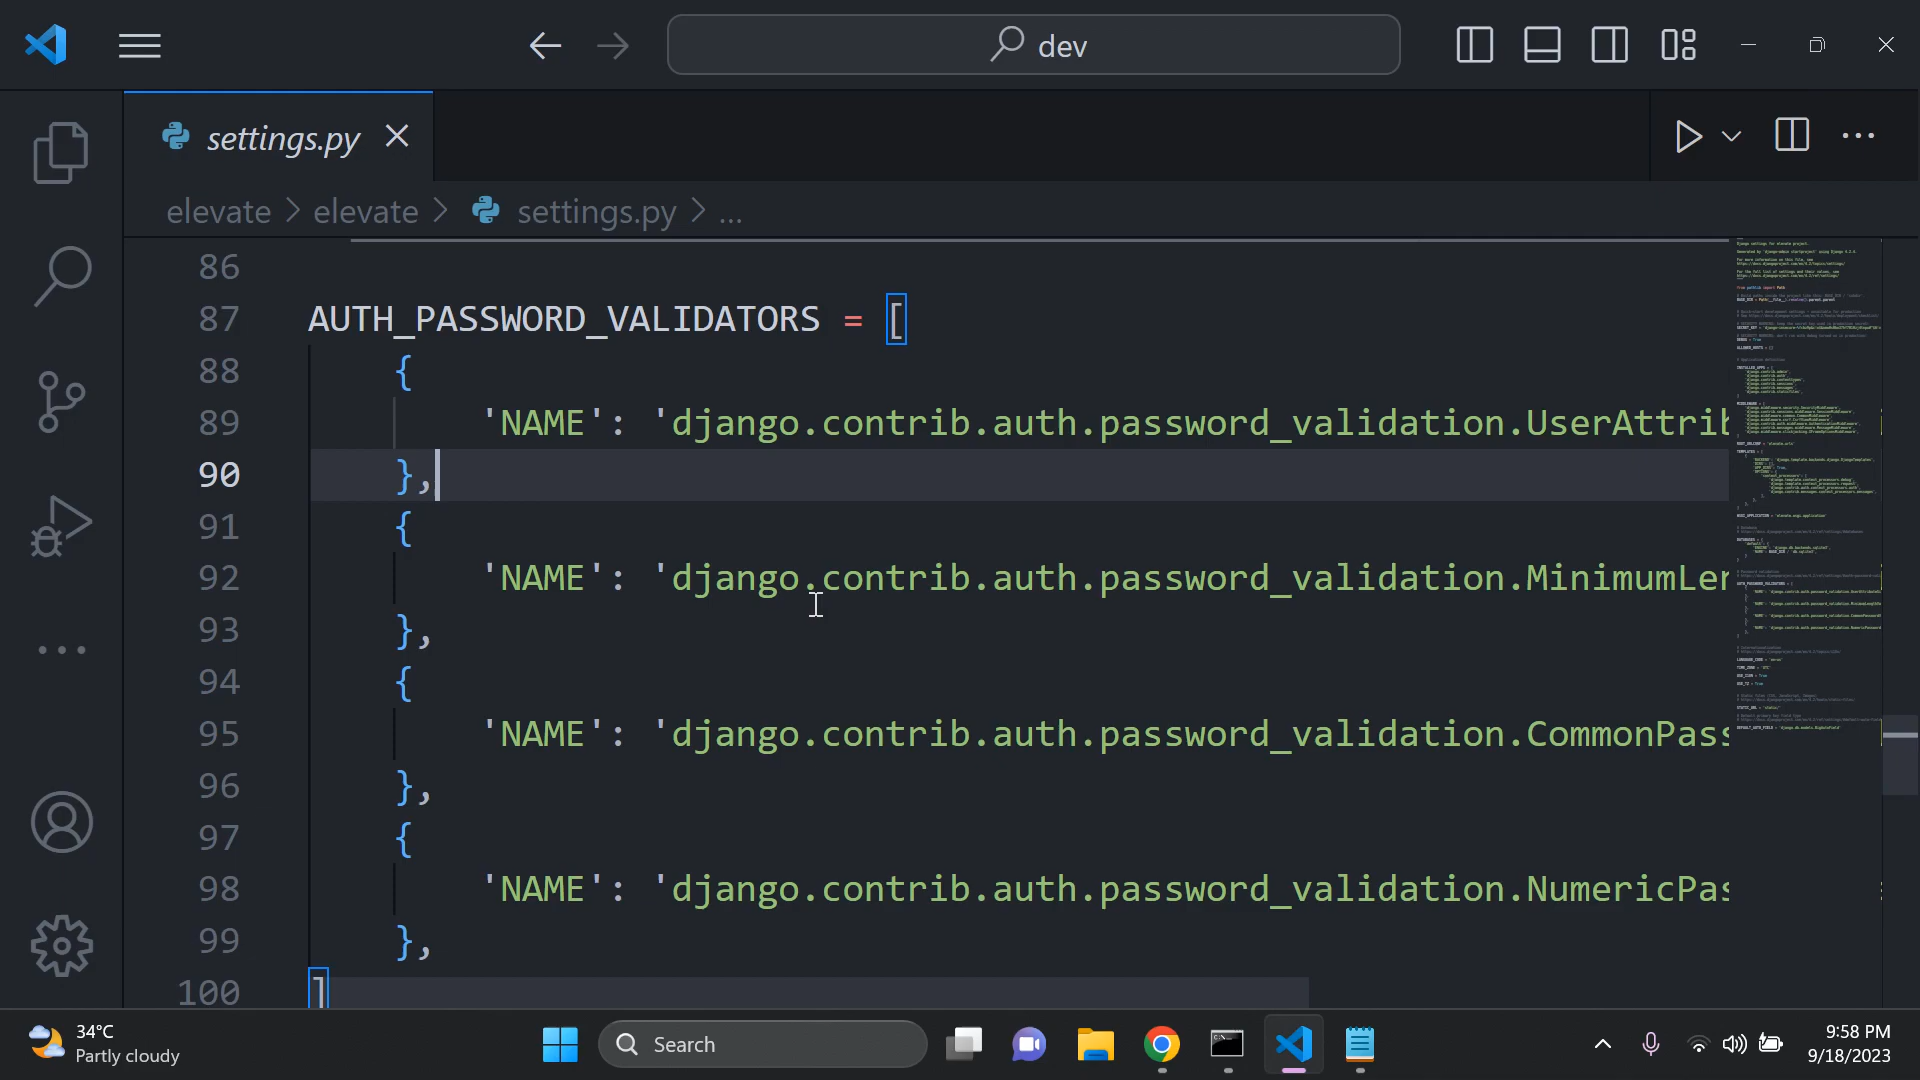 dev
settings.py
elevate > elevate > settings.py > ...
86
87 AUTH_PASSWORD_VALIDATORS = [
88 {
89 'NAME': 'django.contrib.auth.password_validation.UserAttrib
90 },
91 {
92 'NAME': 'django.contrib.auth.password_validation.MinimumLen
93 },
94 {
95 'NAME': 'django.contrib.auth.password_validation.CommonPass
96 },
97 {
98 'NAME': 'django.contrib.auth.password_validation.NumericPas
99 },
100 ]
34°C
Partly cloudy
Search
9:58 PM
9/18/2023